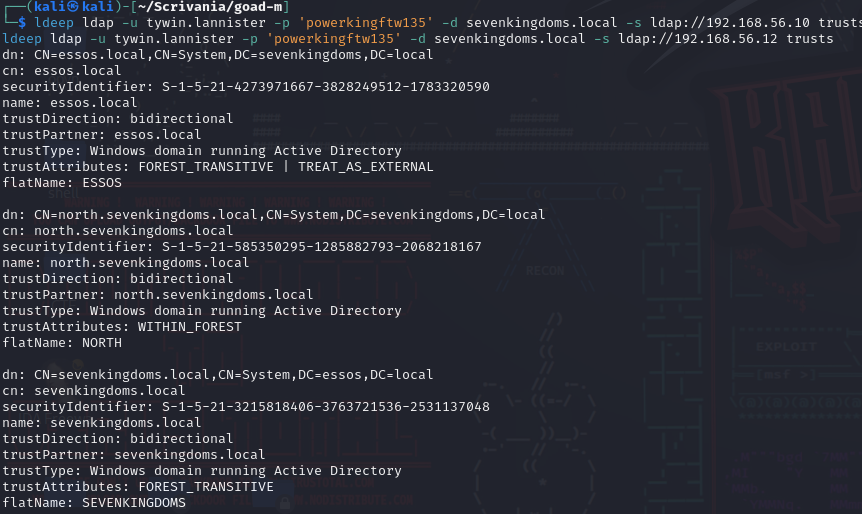 ┌──(kali㉿kali)-[~/Scrivania/goad-m]
└─$ ldeep ldap -u tywin.lannister -p 'powerkingftw135' -d sevenkingdoms.local -s ldap://192.168.56.10 trusts
ldeep ldap -u tywin.lannister -p 'powerkingftw135' -d sevenkingdoms.local -s ldap://192.168.56.12 trusts
dn: CN=essos.local,CN=System,DC=sevenkingdoms,DC=local
cn: essos.local
securityIdentifier: S-1-5-21-4273971667-3828249512-1783320590
name: essos.local
trustDirection: bidirectional
trustPartner: essos.local
trustType: Windows domain running Active Directory
trustAttributes: FOREST_TRANSITIVE | TREAT_AS_EXTERNAL
flatName: ESSOS
dn: CN=north.sevenkingdoms.local,CN=System,DC=sevenkingdoms,DC=local
cn: north.sevenkingdoms.local
securityIdentifier: S-1-5-21-585350295-1285882793-2068218167
name: north.sevenkingdoms.local
trustDirection: bidirectional
trustPartner: north.sevenkingdoms.local
trustType: Windows domain running Active Directory
trustAttributes: WITHIN_FOREST
flatName: NORTH
dn: CN=sevenkingdoms.local,CN=System,DC=essos,DC=local
cn: sevenkingdoms.local
securityIdentifier: S-1-5-21-3215818406-3763721536-2531137048
name: sevenkingdoms.local
trustDirection: bidirectional
trustPartner: sevenkingdoms.local
trustType: Windows domain running Active Directory
trustAttributes: FOREST_TRANSITIVE
flatName: SEVENKINGDOMS
shell
RECON
EXPLOIT